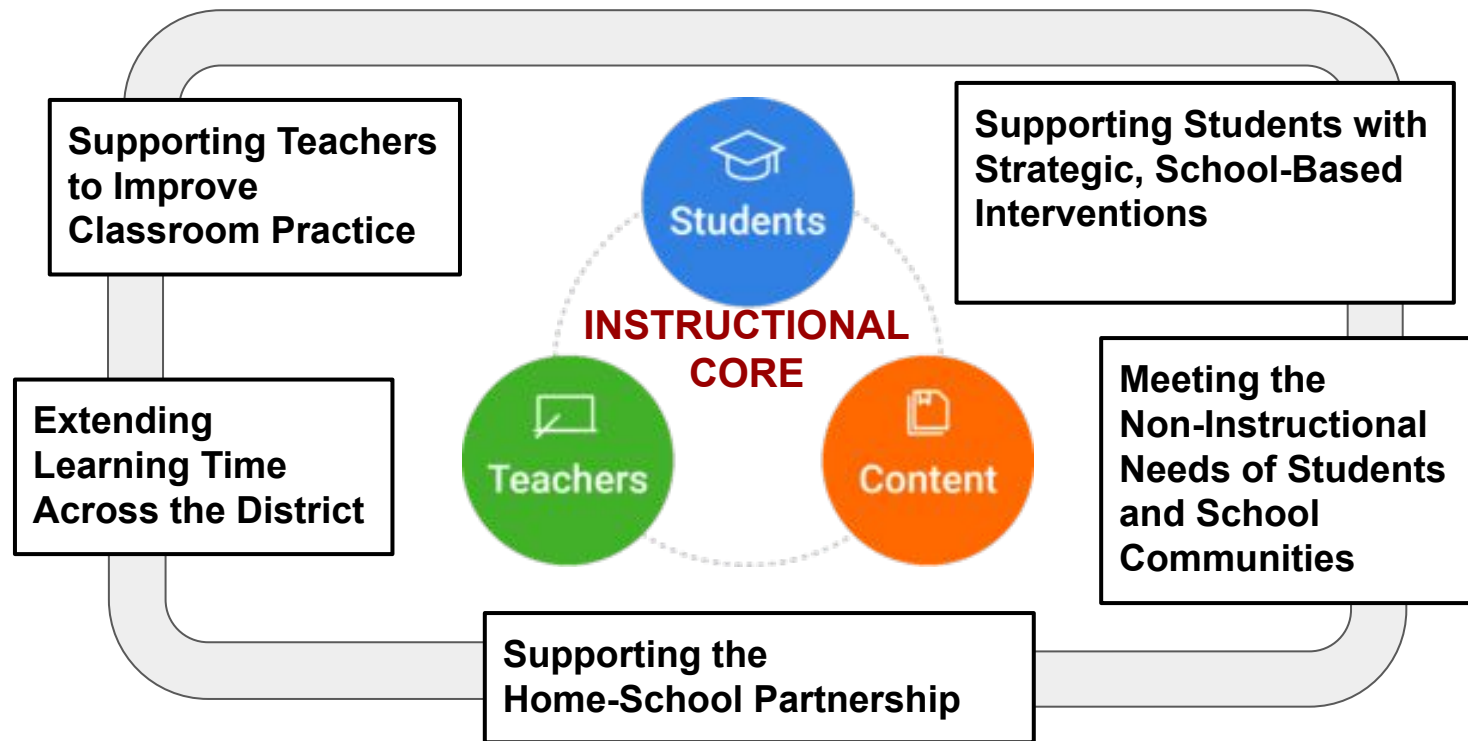 Supporting Teachers
to Improve
Classroom Practice
Supporting Students with
Strategic, School-Based
Interventions
Students
INSTRUCTIONAL
CORE
Teachers
Content
Extending
Learning Time
Across the District
Meeting the
Non-Instructional
Needs of Students
and School
Communities
Supporting the
Home-School Partnership